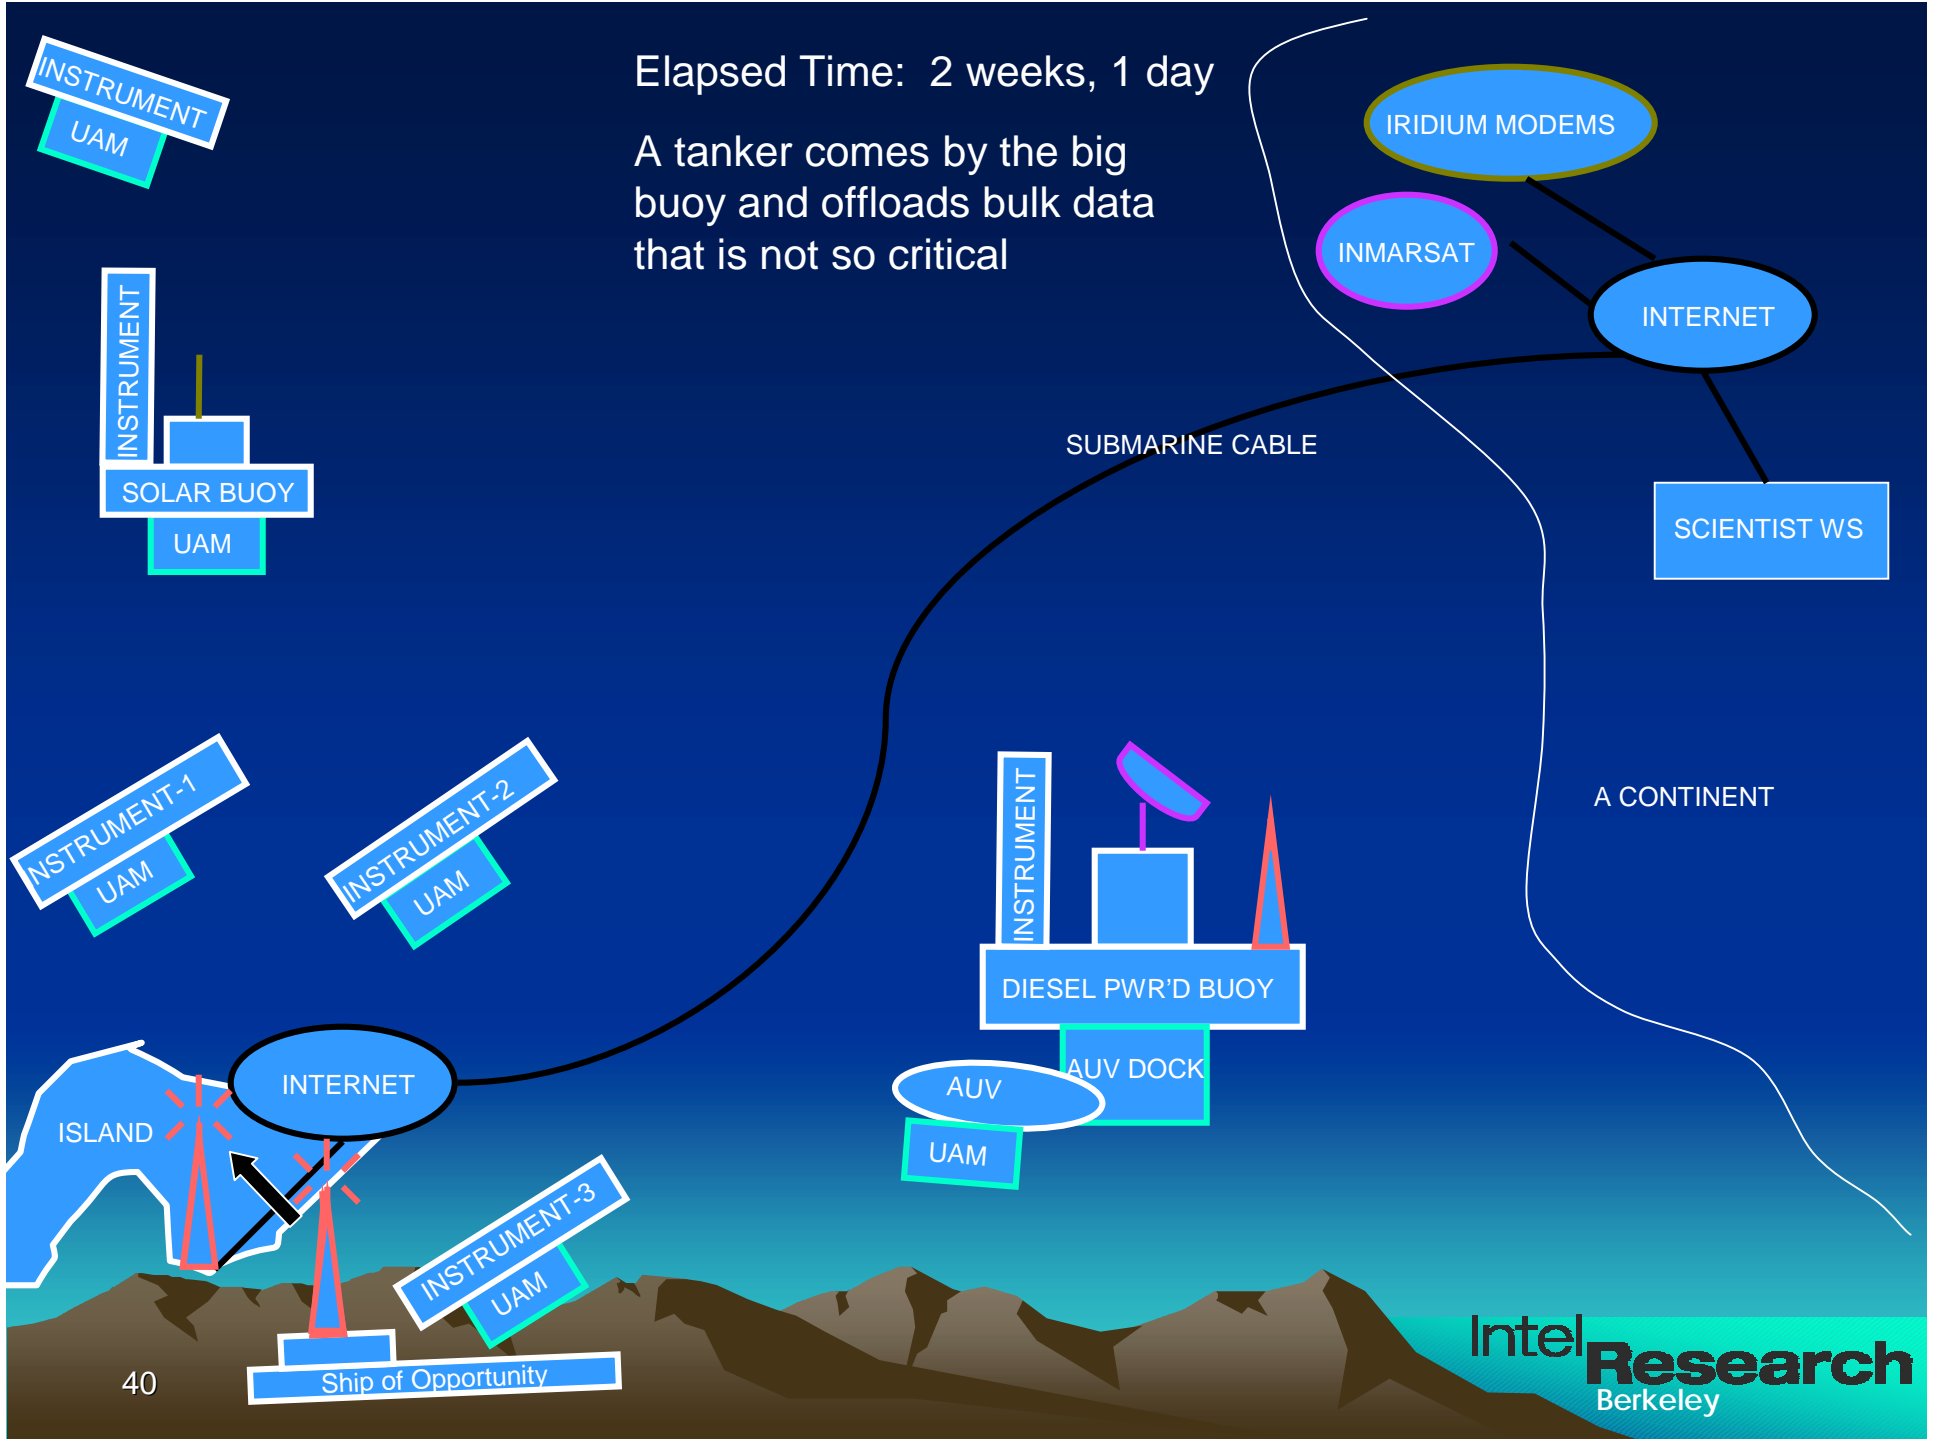 Elapsed Time:  2 weeks, 1 day
A tanker comes by the big
buoy and offloads bulk data
that is not so critical
INSTRUMENT
UAM
IRIDIUM MODEMS
INMARSAT
INTERNET
INSTRUMENT
SOLAR BUOY
UAM
SUBMARINE CABLE
SCIENTIST WS
NSTRUMENT-1
UAM
INSTRUMENT-2
UAM
INSTRUMENT
DIESEL PWR'D BUOY
AUV DOCK
AUV
UAM
A CONTINENT
INTERNET
ISLAND
INSTRUMENT-3
UAM
Ship of Opportunity
40
Intel
Research
Berkeley